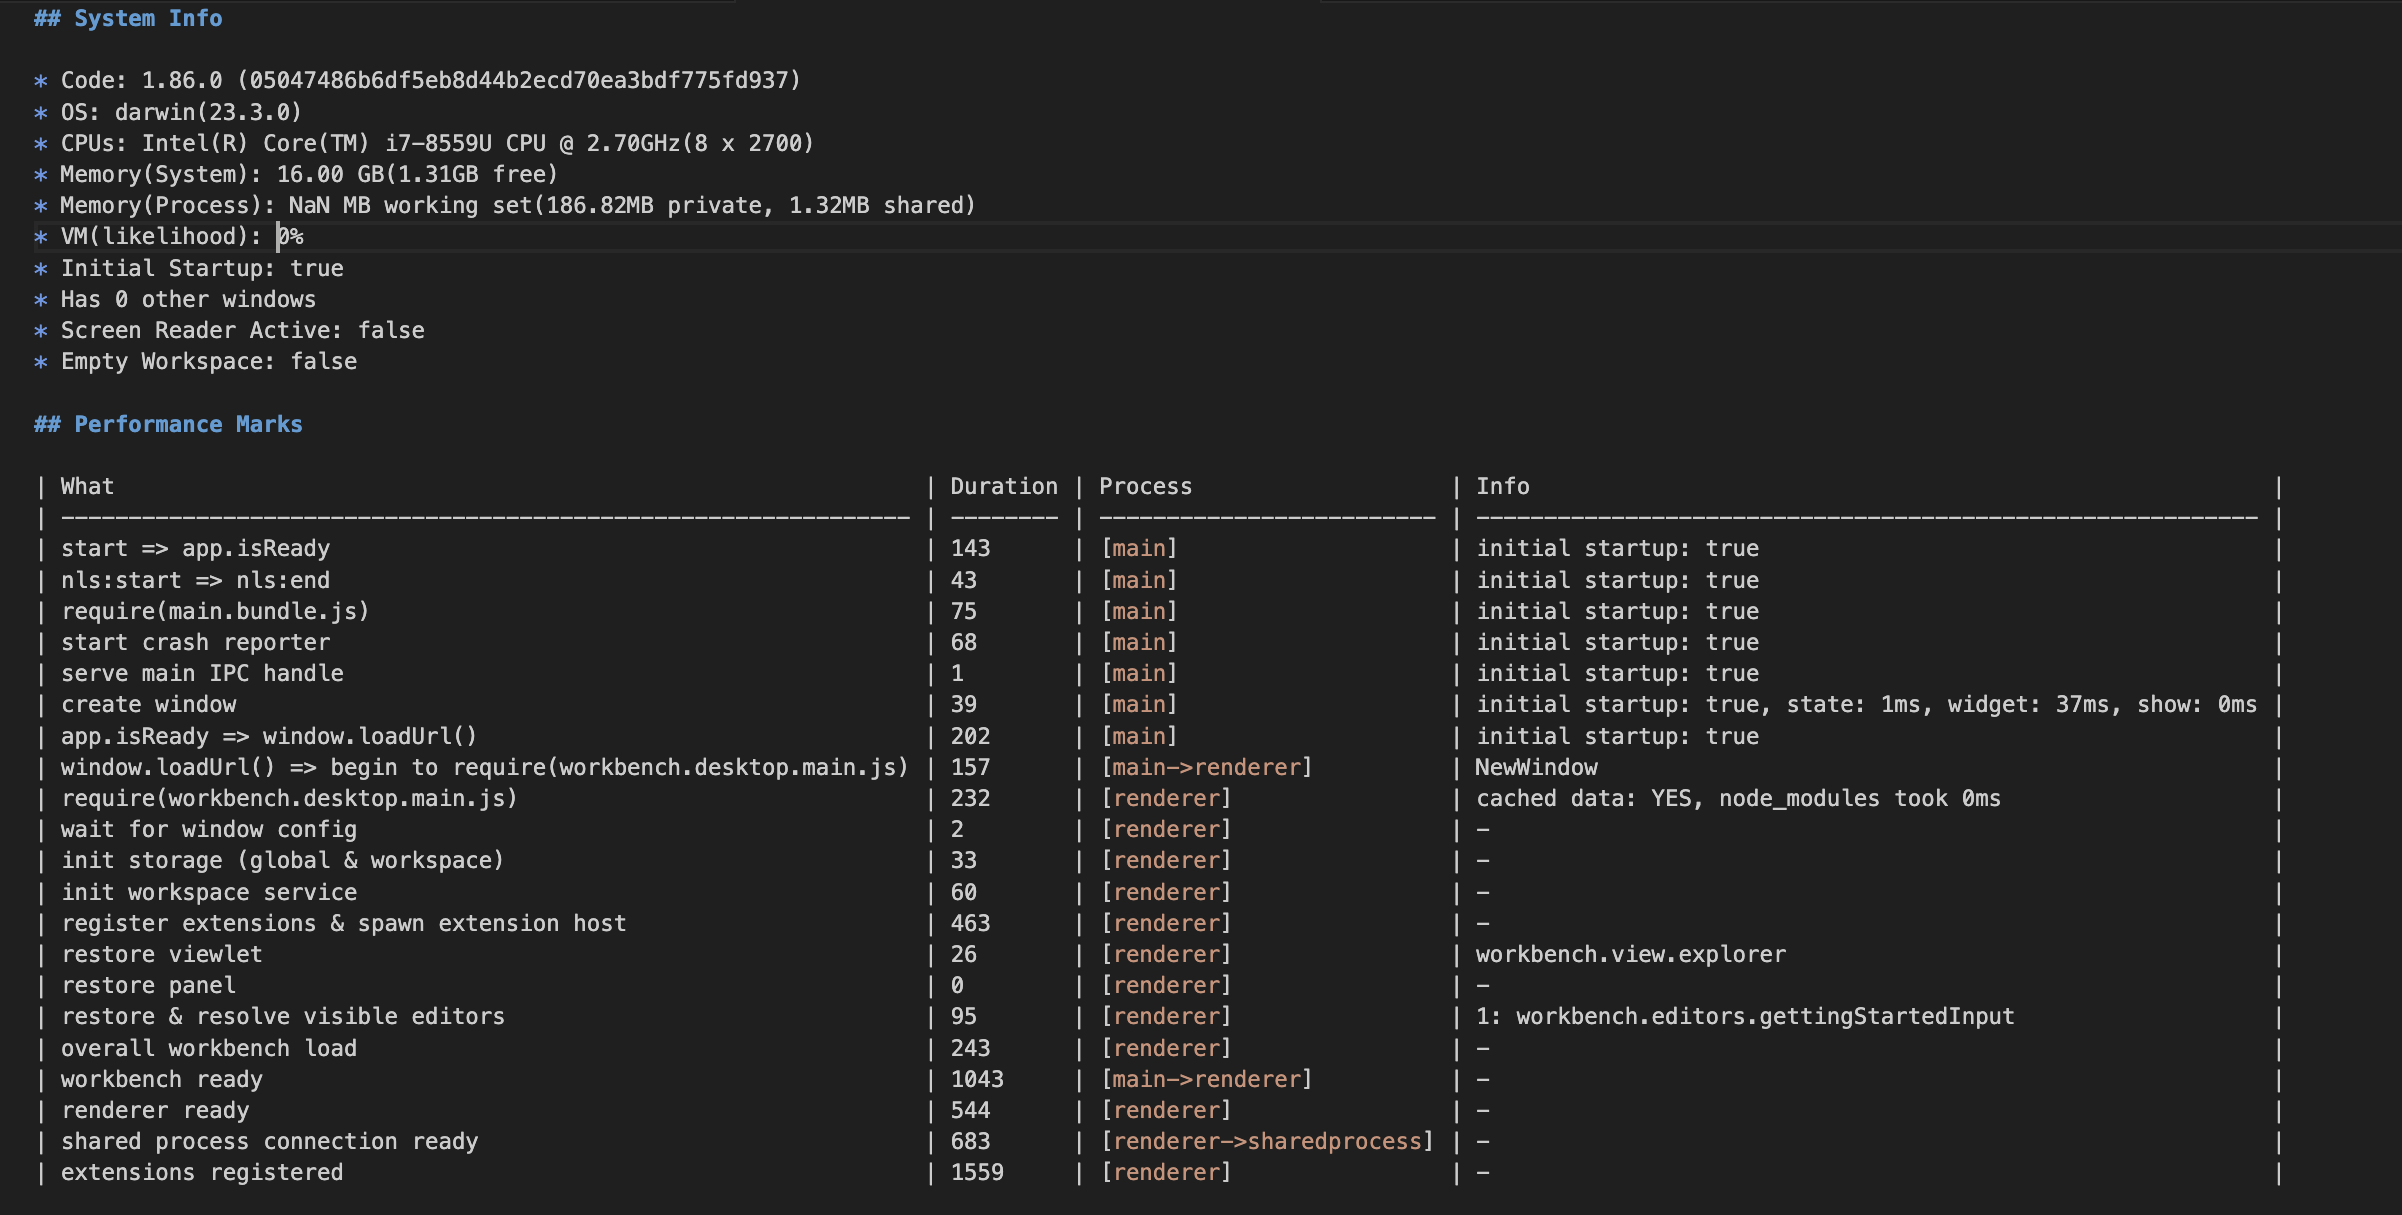 ## System Info
* Code: 1.86.0 (05047486b6df5eb8d44b2ecd70ea3bdf775fd937)
* OS: darwin(23.3.0)
* CPUs: Intel(R) Core(TM) i7-8559U CPU @ 2.70GHz(8 x 2700)
* Memory(System): 16.00 GB(1.31GB free)
* Memory(Process): NaN MB working set(186.82MB private, 1.32MB shared)
* VM(likelihood): 0%
* Initial Startup: true
* Has 0 other windows
* Screen Reader Active: false
* Empty Workspace: false
## Performance Marks
| What | Duration | Process | Info |
| --------------------------------------------------------------- | -------- | ------------------------- | ---------------------------------------------------------- |
| start => app.isReady | 143 | [main] | initial startup: true |
| nls:start => nls:end | 43 | [main] | initial startup: true |
| require(main.bundle.js) | 75 | [main] | initial startup: true |
| start crash reporter | 68 | [main] | initial startup: true |
| serve main IPC handle | 1 | [main] | initial startup: true |
| create window | 39 | [main] | initial startup: true, state: 1ms, widget: 37ms, show: 0ms |
| app.isReady => window.loadUrl() | 202 | [main] | initial startup: true |
| window.loadUrl() => begin to require(workbench.desktop.main.js) | 157 | [main->renderer] | NewWindow |
| require(workbench.desktop.main.js) | 232 | [renderer] | cached data: YES, node_modules took 0ms |
| wait for window config | 2 | [renderer] | - |
| init storage (global & workspace) | 33 | [renderer] | - |
| init workspace service | 60 | [renderer] | - |
| register extensions & spawn extension host | 463 | [renderer] | - |
| restore viewlet | 26 | [renderer] | workbench.view.explorer |
| restore panel | 0 | [renderer] | - |
| restore & resolve visible editors | 95 | [renderer] | 1: workbench.editors.gettingStartedInput |
| overall workbench load | 243 | [renderer] | - |
| workbench ready | 1043 | [main->renderer] | - |
| renderer ready | 544 | [renderer] | - |
| shared process connection ready | 683 | [renderer->sharedprocess] | - |
| extensions registered | 1559 | [renderer] | - |